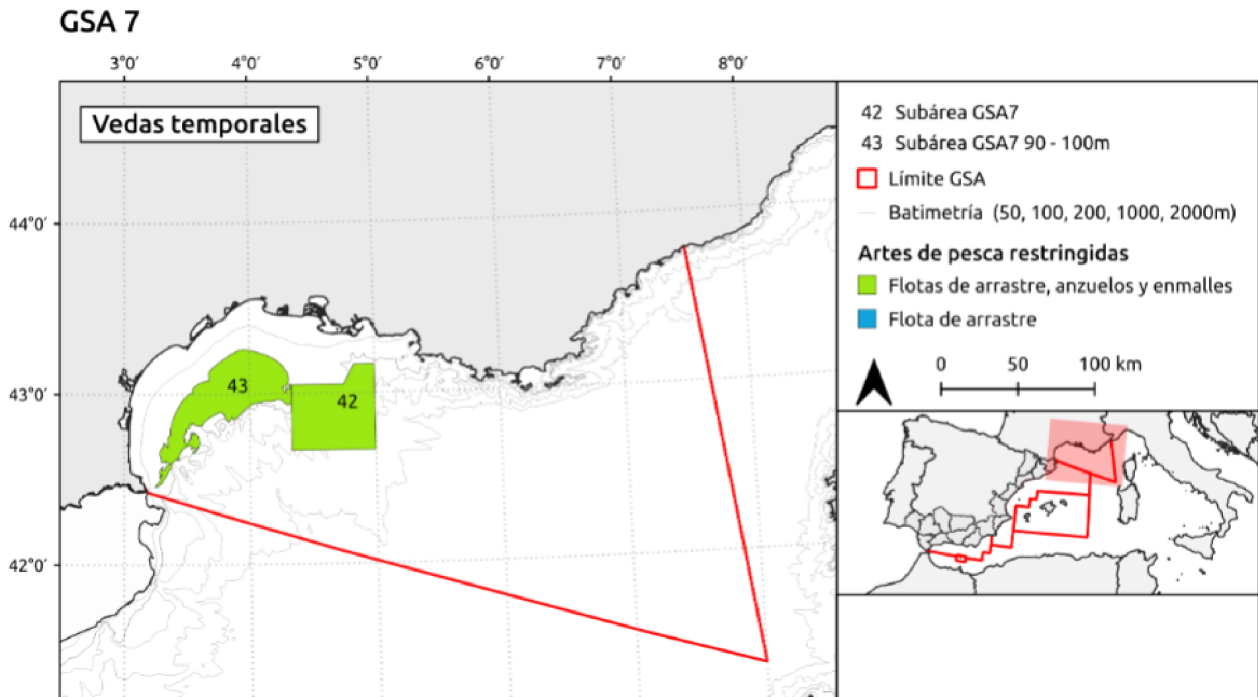 GSA 7
3°0′ 4°0′ 5°0′ 6°0′ 7°0′ 8°0′
Vedas temporales
44°0′
43°0′
42°0′
43
42
42 Subárea GSA7
43 Subárea GSA7 90 - 100m
Límite GSA
Batimetría (50, 100, 200, 1000, 2000m)
Artes de pesca restringidas
Flotas de arrastre, anzuelos y enmalles
Flota de arrastre
0 50 100 km